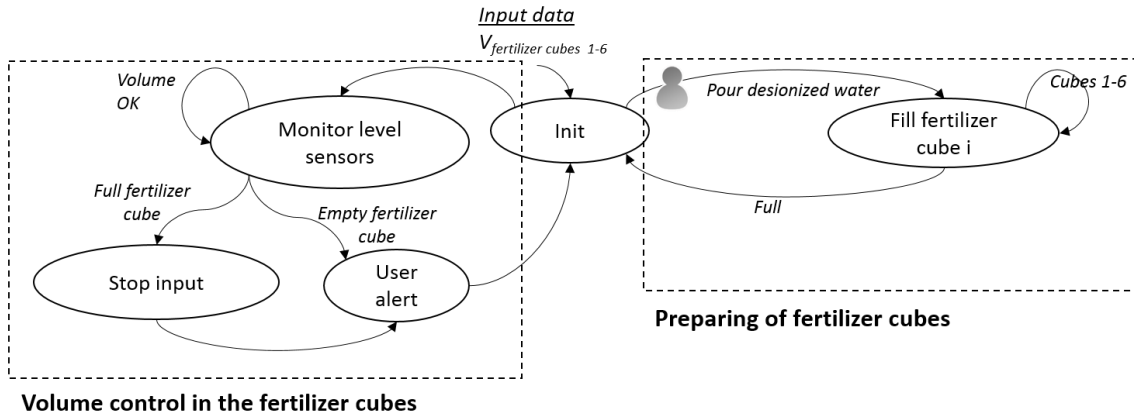 Input data
V fertilizer cubes 1-6
Volume
OK
Monitor level
sensors
Init
Pour desionized water
Cubes 1-6
Fill fertilizer
cube i
Full fertilizer
cube
Empty fertilizer
cube
Full
Stop input
User
alert
Preparing of fertilizer cubes
Volume control in the fertilizer cubes